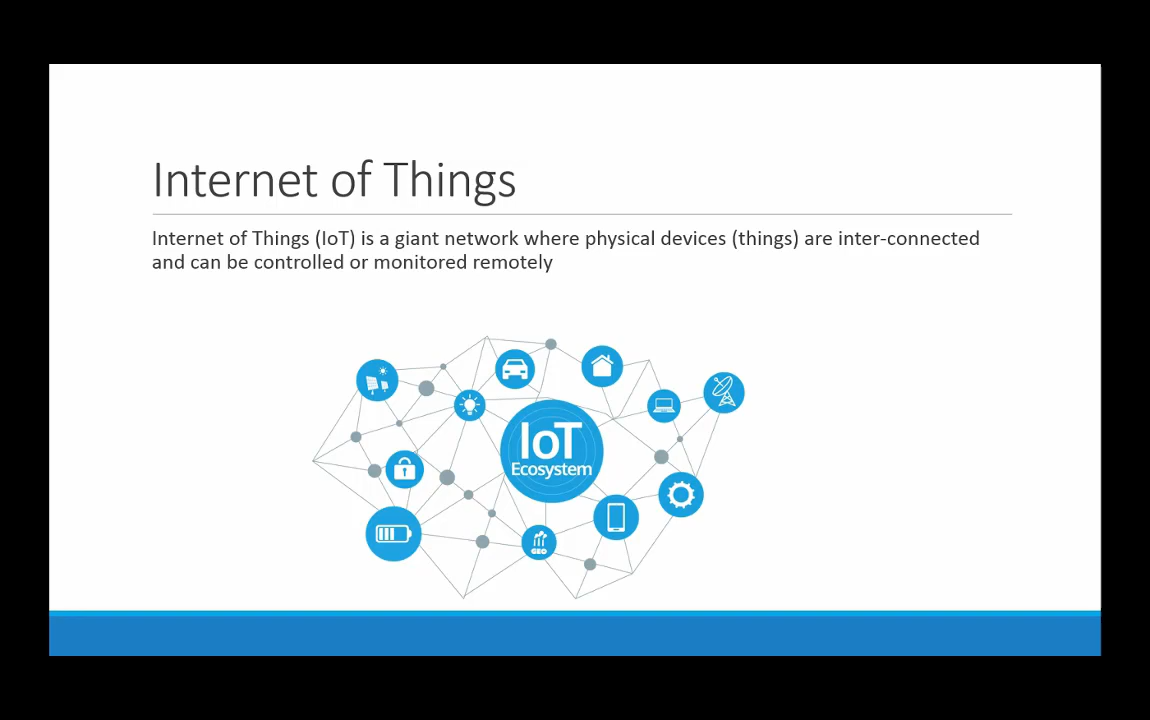 Internet of Things
Internet of Things (IoT) is a giant network where physical devices (things) are inter-connected
and can be controlled or monitored remotely
IoT
Ecosystem
GEO